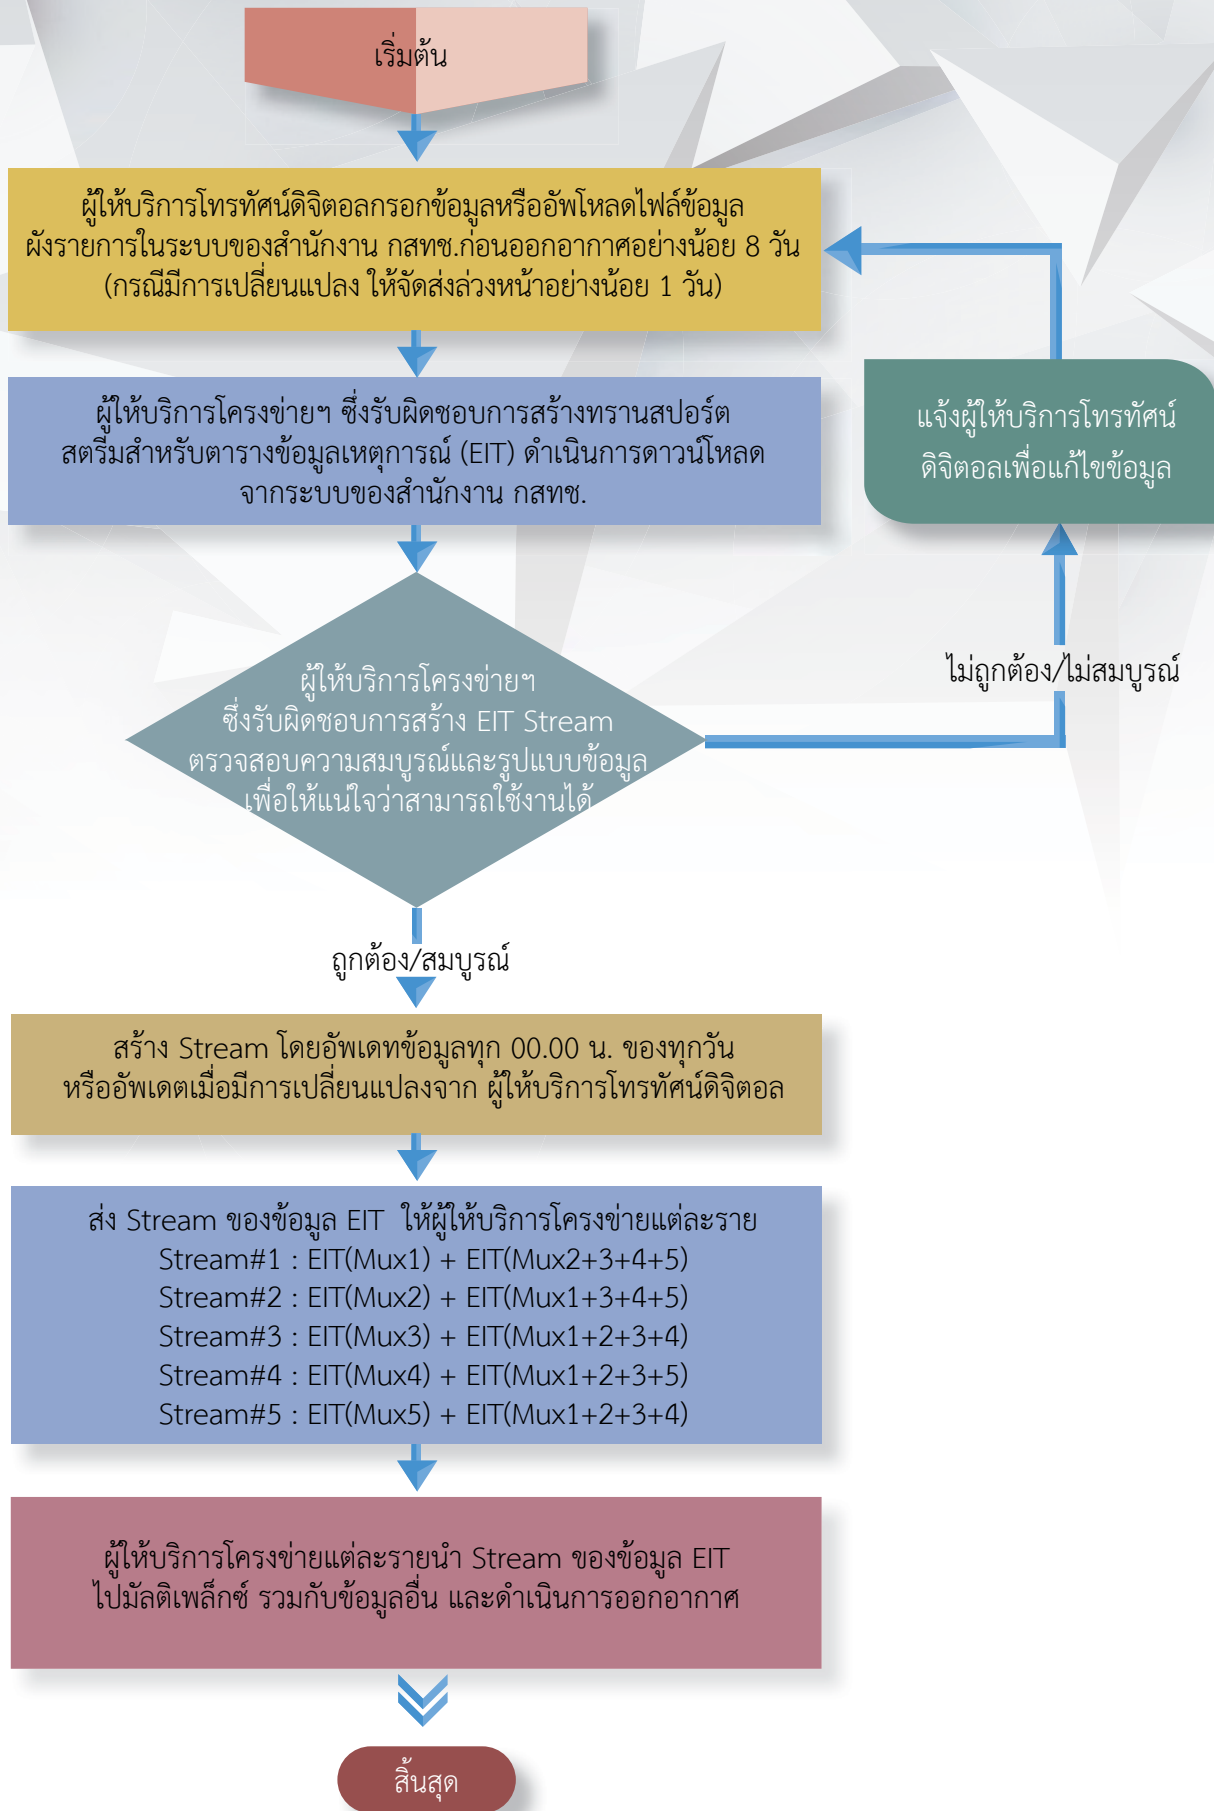 เริ่มต้น
ผู้ให้บริการโทรทัศน์ดิจิตอลกรอกข้อมูลหรืออัพโหลดไฟล์ข้อมูล
ผังรายการในระบบของสำนักงาน กสทช.ก่อนออกอากาศอย่างน้อย 8 วัน
(กรณีมีการเปลี่ยนแปลง ให้จัดส่งล่วงหน้าอย่างน้อย 1 วัน)
ผู้ให้บริการโครงข่ายฯ ซึ่งรับผิดชอบการสร้างทรานสปอร์ต
สตรีมสำหรับตารางข้อมูลเหตุการณ์ (EIT) ดำเนินการดาวน์โหลด
จากระบบของสำนักงาน กสทช.
แจ้งผู้ให้บริการโทรทัศน์
ดิจิตอลเพื่อแก้ไขข้อมูล
ไม่ถูกต้อง/ไม่สมบูรณ์
ผู้ให้บริการโครงข่ายฯ
ซึ่งรับผิดชอบการสร้าง EIT Stream
ตรวจสอบความสมบูรณ์และรูปแบบข้อมูล
เพื่อให้แน่ใจว่าสามารถใช้งานได้
ถูกต้อง/สมบูรณ์
สร้าง Stream โดยอัพเดทข้อมูลทุก 00.00 น. ของทุกวัน
หรืออัพเดตเมื่อมีการเปลี่ยนแปลงจาก ผู้ให้บริการโทรทัศน์ดิจิตอล
ส่ง Stream ของข้อมูล EIT ให้ผู้ให้บริการโครงข่ายแต่ละราย
Stream#1 : EIT(Mux1) + EIT(Mux2+3+4+5)
Stream#2 : EIT(Mux2) + EIT(Mux1+3+4+5)
Stream#3 : EIT(Mux3) + EIT(Mux1+2+3+4)
Stream#4 : EIT(Mux4) + EIT(Mux1+2+3+5)
Stream#5 : EIT(Mux5) + EIT(Mux1+2+3+4)
ผู้ให้บริการโครงข่ายแต่ละรายนำ Stream ของข้อมูล EIT
ไปมัลติเพล็กซ์ รวมกับข้อมูลอื่น และดำเนินการออกอากาศ
สิ้นสุด